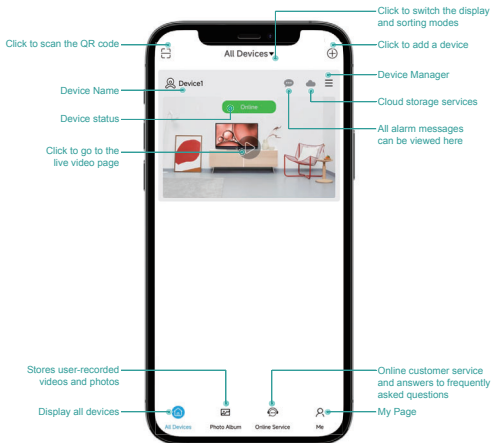 Click to switch the display
and sorting modes
Click to scan the QR code
All Devices▾
Click to add a device
Device Manager
Device1
Device Name
Cloud storage services
Device status
Online
All alarm messages
can be viewed here
Click to go to the
live video page
Stores user-recorded
videos and photos
Online customer service
and answers to frequently
asked questions
Display all devices
My Page
All Devices
Photo Album
Online Service
Me